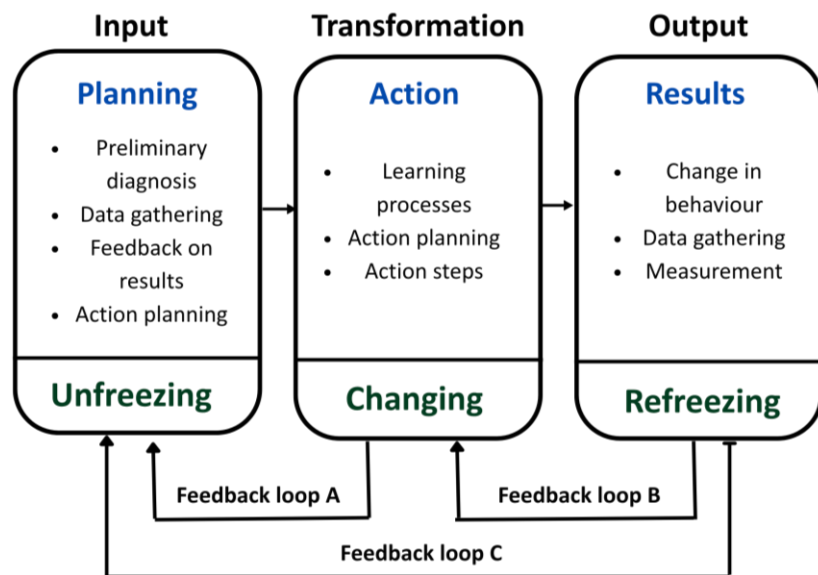 Input
Planning
• Preliminary
diagnosis
• Data gathering
• Feedback on
results
• Action planning
Unfreezing
Transformation
Action
• Learning
processes
• Action planning
• Action steps
Changing
Output
Results
• Change in
behaviour
• Data gathering
• Measurement
Refreezing
Feedback loop A
Feedback loop B
Feedback loop C